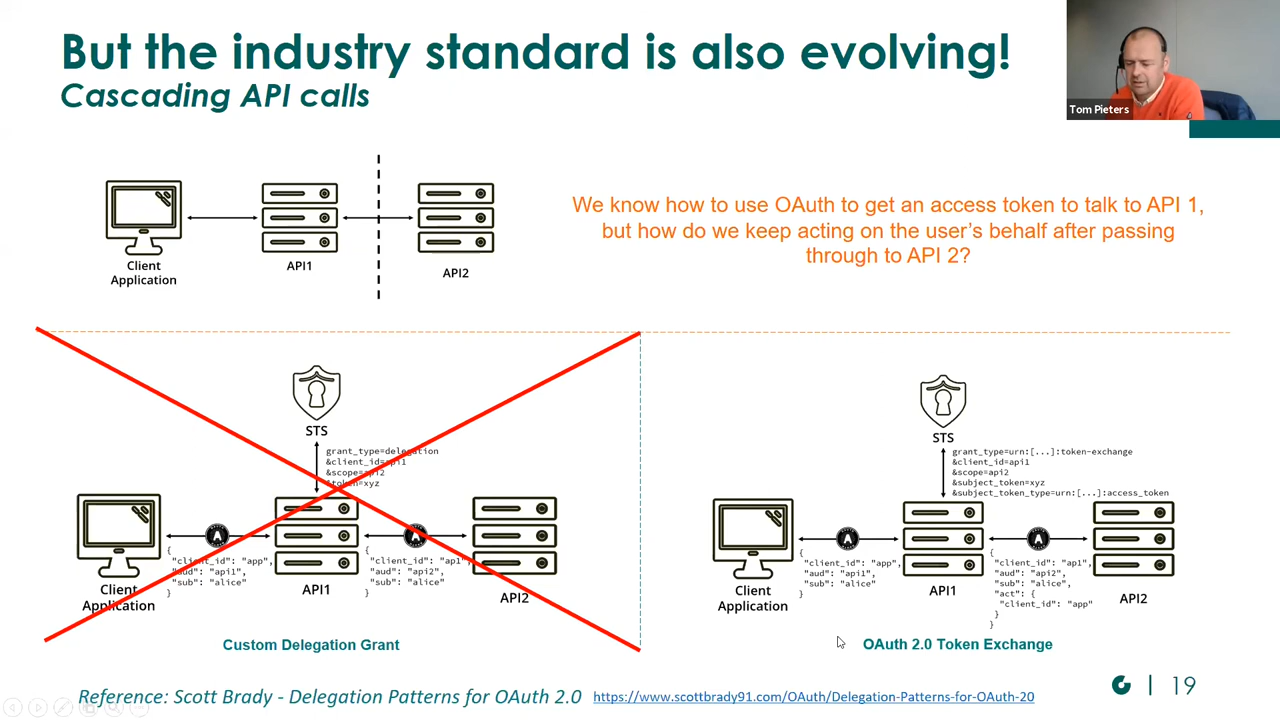 But the industry standard is also evolving!
Cascading API calls
Tom Pieters
Client
Application
API1
API2
We know how to use OAuth to get an access token to talk to API 1,
but how do we keep acting on the user's behalf after passing
through to API 2?
STS
grant_type=delegation
&client_id=api1
&scope=api2
&token=xyz
Client
Application
{
"client_id": "app",
"aud": "api1",
"sub": "alice"
}
API1
{
"client_id": "ap1",
"aud": "api2",
"sub": "alice"
}
API2
Custom Delegation Grant
STS
grant_type=urn:[...]:token-exchange
&client_id=api1
&scope=api2
&subject_token=xyz
&subject_token_type=urn:[...]:access_token
Client
Application
{
"client_id": "app",
"aud": "api1",
"sub": "alice"
}
API1
{
"client_id": "ap1",
"aud": "api2",
"sub": "alice",
"act": {
"client_id": "app"
}
}
API2
OAuth 2.0 Token Exchange
Reference: Scott Brady - Delegation Patterns for OAuth 2.0 https://www.scottbrady91.com/OAuth/Delegation-Patterns-for-OAuth-20
19